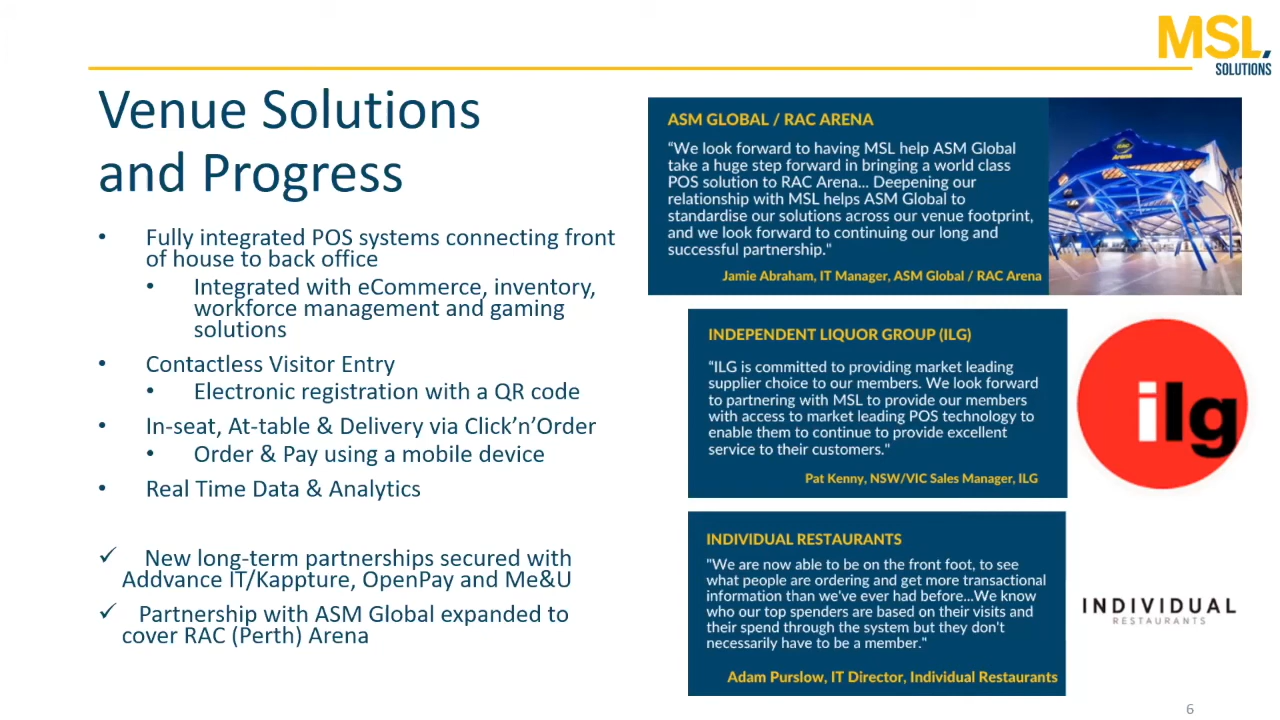 MSL
SOLUTIONS
Venue Solutions
and Progress
• Fully integrated POS systems connecting front
of house to back office
• Integrated with eCommerce, inventory,
workforce management and gaming
solutions
• Contactless Visitor Entry
• Electronic registration with a QR code
• In-seat, At-table & Delivery via Click’n’Order
• Order & Pay using a mobile device
• Real Time Data & Analytics
✓ New long-term partnerships secured with
Addvance IT/Kappture, OpenPay and Me&U
✓ Partnership with ASM Global expanded to
cover RAC (Perth) Arena
ASM GLOBAL / RAC ARENA
“We look forward to having MSL help ASM Global
take a huge step forward in bringing a world class
POS solution to RAC Arena... Deepening our
relationship with MSL helps ASM Global to
standardise our solutions across our venue footprint,
and we look forward to continuing our long and
successful partnership."
Jamie Abraham, IT Manager, ASM Global / RAC Arena
RAC
Arena
INDEPENDENT LIQUOR GROUP (ILG)
“ILG is committed to providing market leading
supplier choice to our members. We look forward
to partnering with MSL to provide our members
with access to market leading POS technology to
enable them to continue to provide excellent
service to their customers."
Pat Kenny, NSW/VIC Sales Manager, ILG
ilg
INDIVIDUAL RESTAURANTS
"We are now able to be on the front foot, to see
what people are ordering and get more transactional
information than we've ever had before...We know
who our top spenders are based on their visits and
their spend through the system but they don't
necessarily have to be a member."
Adam Purslow, IT Director, Individual Restaurants
INDIVIDUAL
RESTAURANTS
6